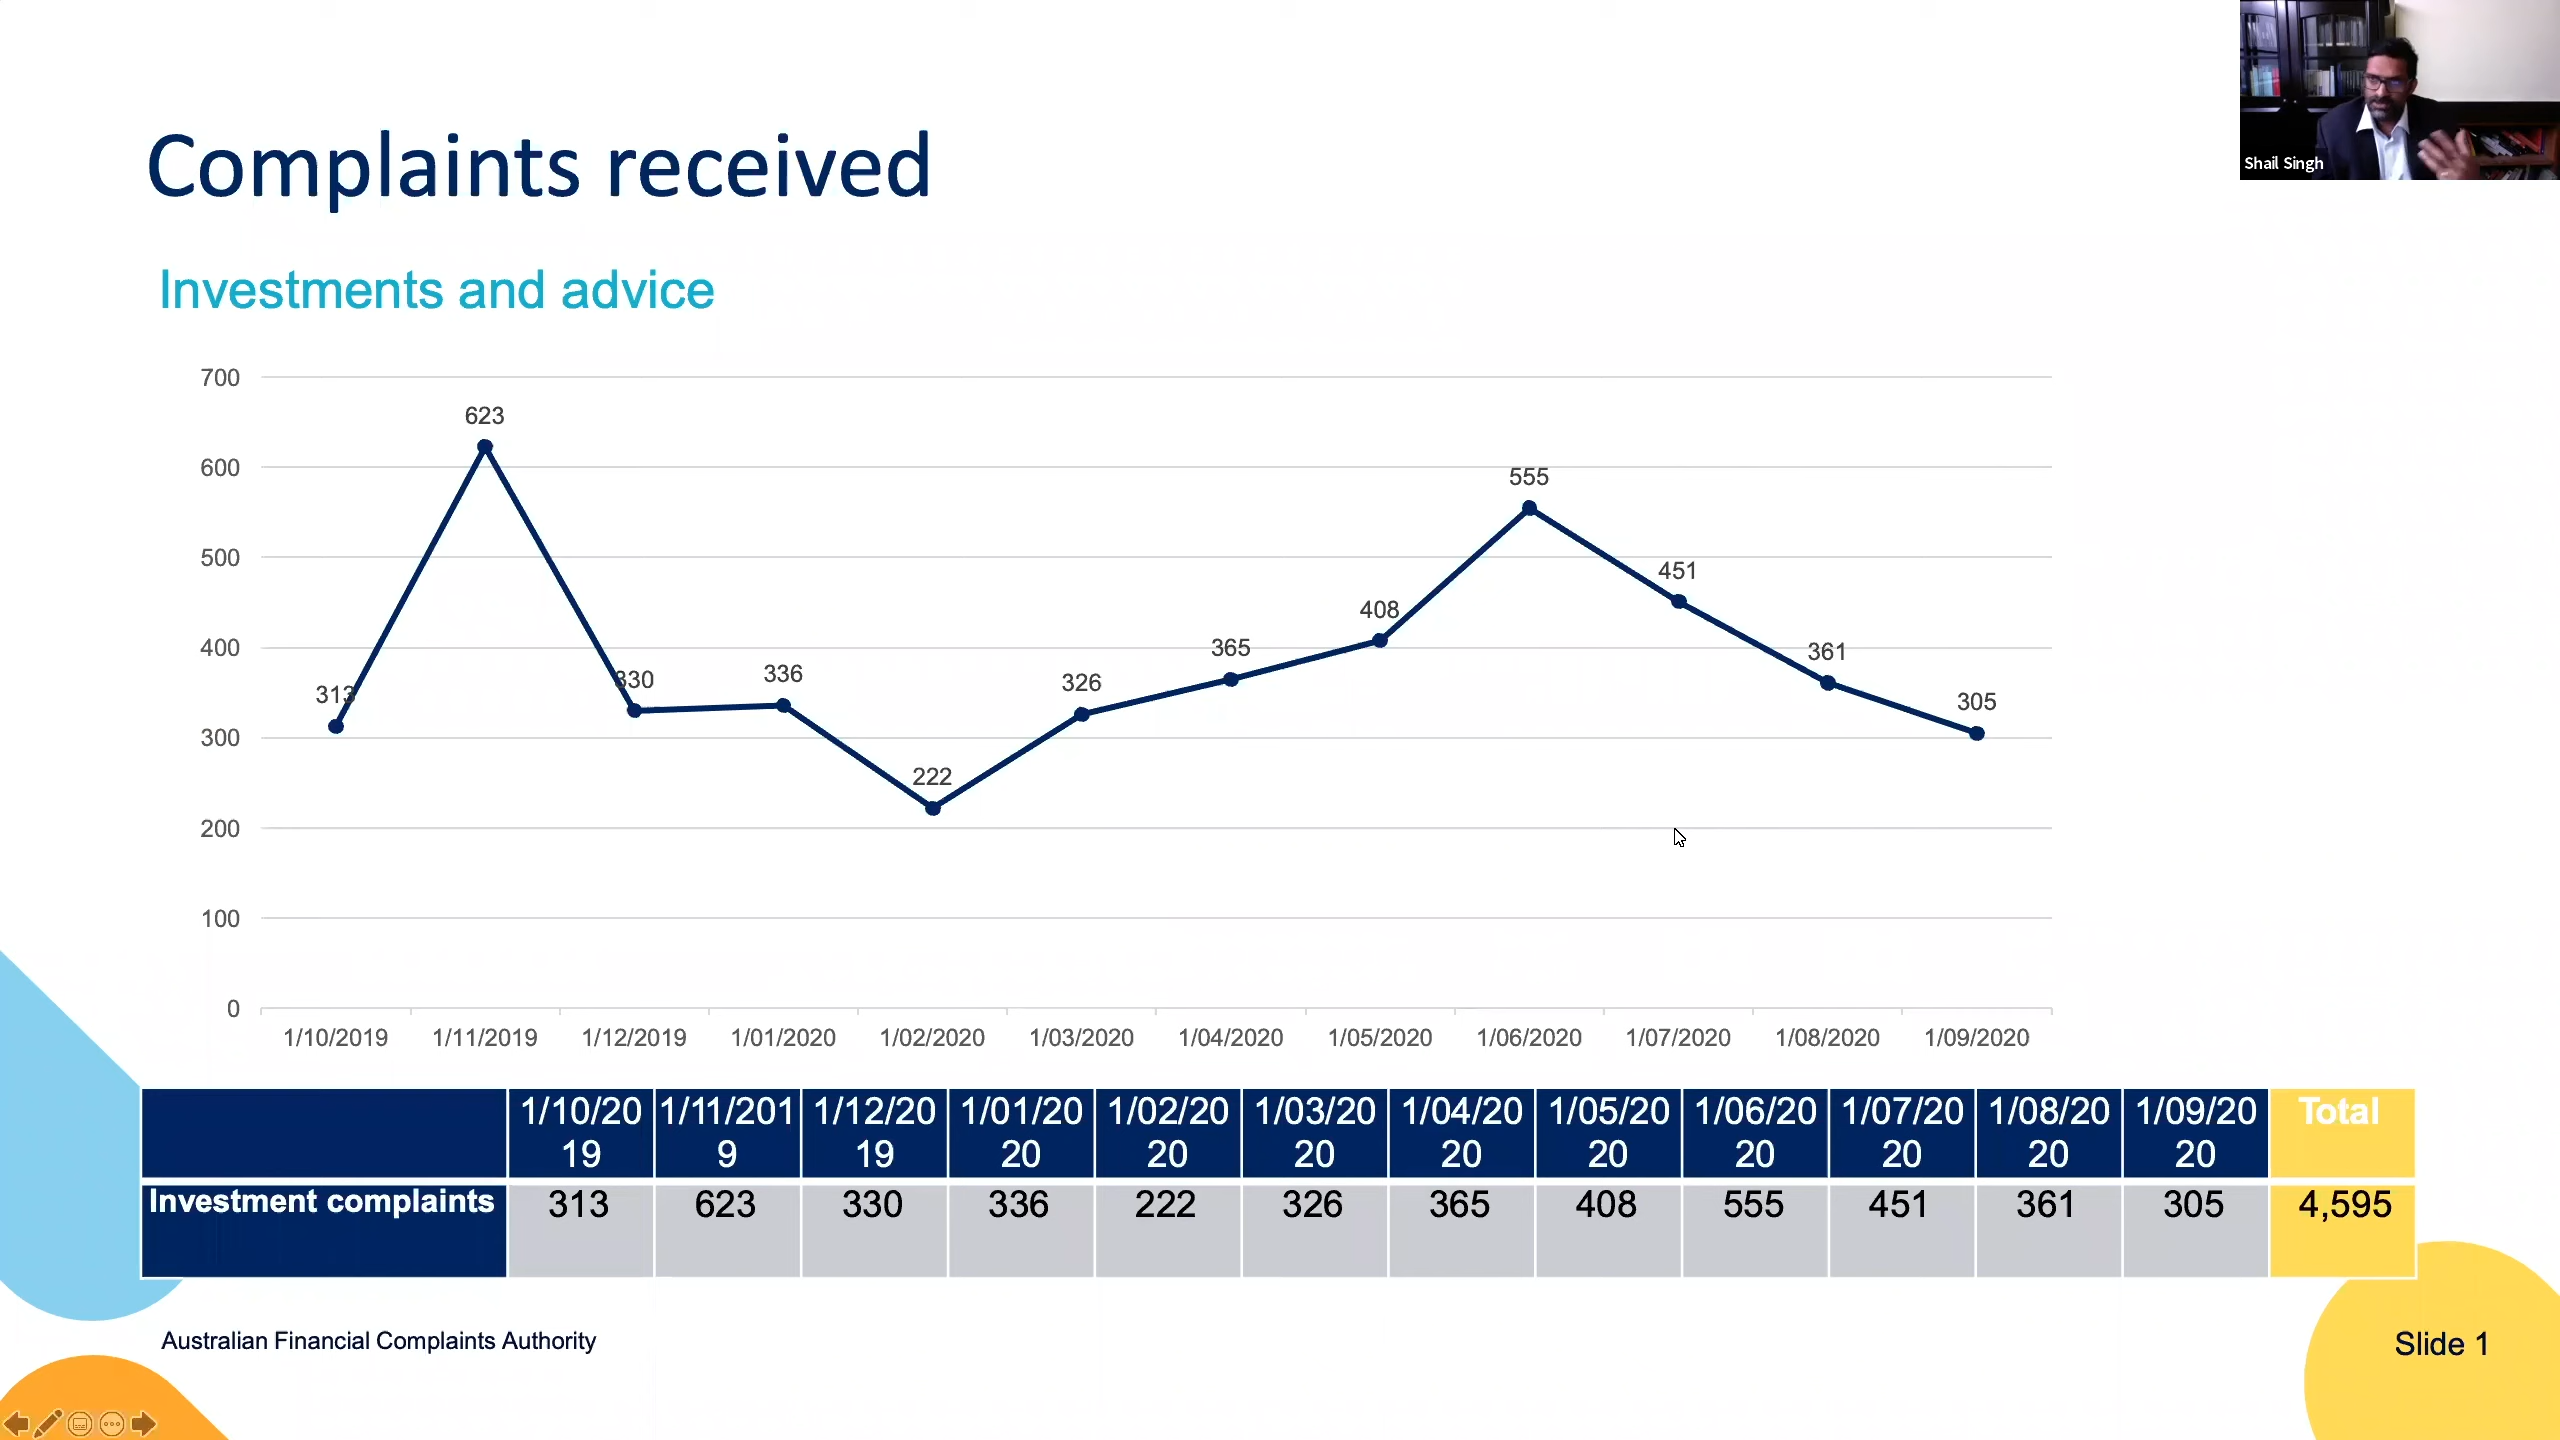 Shail Singh
Complaints received
Investments and advice
700
600
500
400
300
200
100
0
313
623
330
336
222
326
365
408
555
451
361
305
1/10/2019 1/11/2019 1/12/2019 1/01/2020 1/02/2020 1/03/2020 1/04/2020 1/05/2020 1/06/2020 1/07/2020 1/08/2020 1/09/2020
1/10/20 1/11/201 1/12/20 1/01/20 1/02/20 1/03/20 1/04/20 1/05/20 1/06/20 1/07/20 1/08/20 1/09/20 Total
19 9 19 20 20 20 20 20 20 20 20 20
Investment complaints 313 623 330 336 222 326 365 408 555 451 361 305 4,595
Australian Financial Complaints Authority
Slide 1